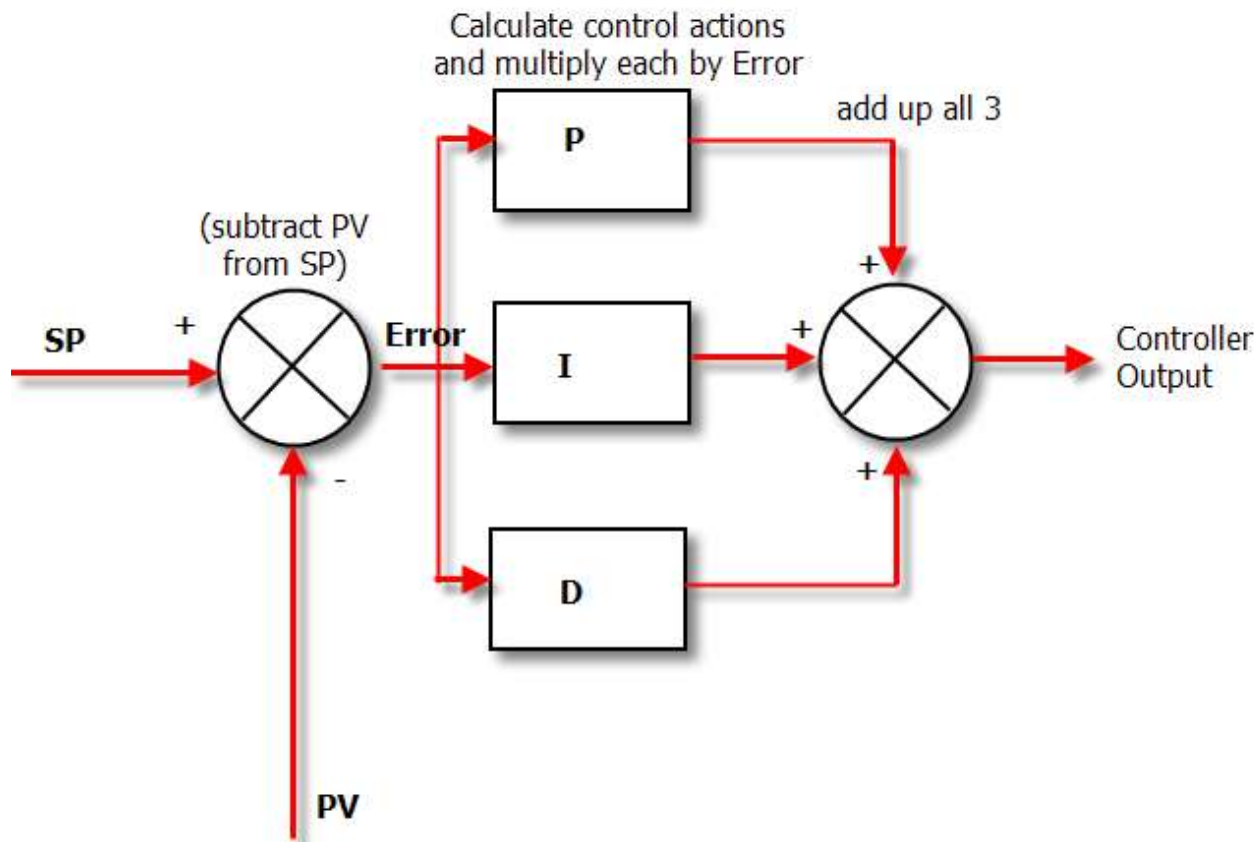 Calculate control actions
and multiply each by Error
P
add up all 3
(subtract PV
from SP)
+
SP
+
Error
+
I
Controller
Output
-
+
D
PV